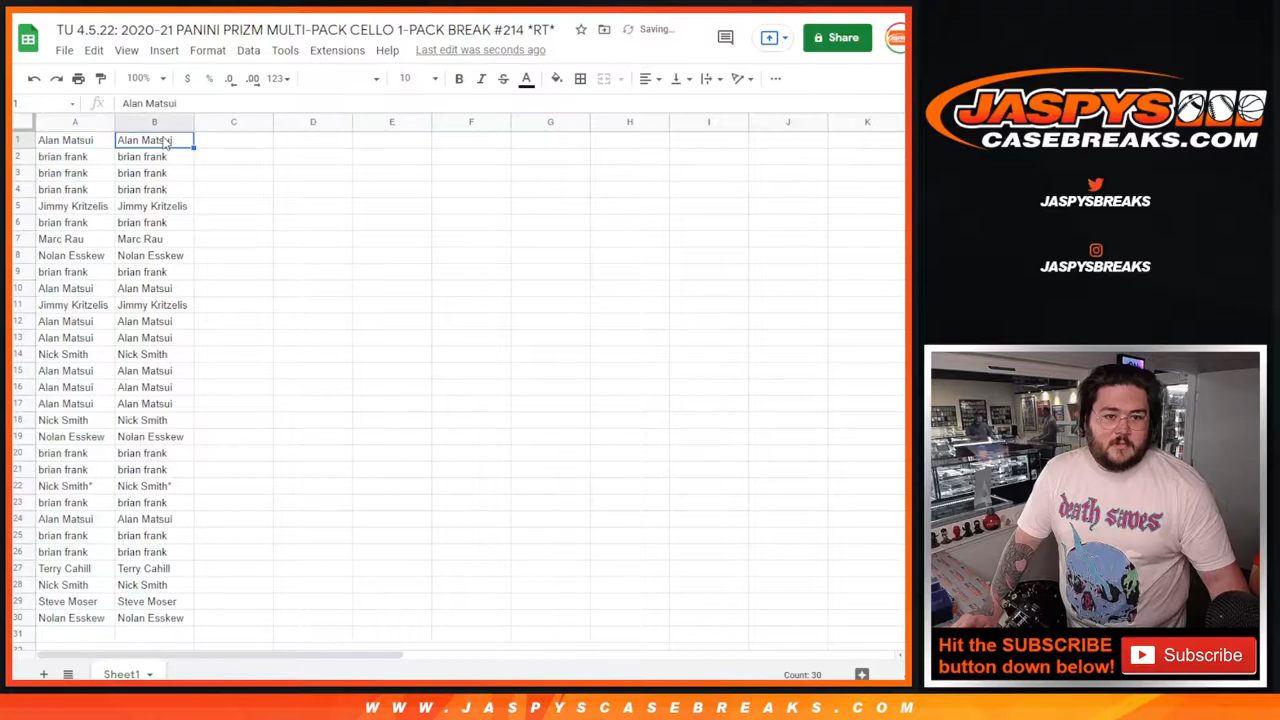 TU 4.5.22: 2020-21 PANINI PRIZM MULTI-PACK CELLO 1-PACK BREAK #214 *RT*
Saving...
File Edit View Insert Format Data Tools Extensions Help Last edit was seconds ago
Share
100% $ % .0 .00 123 10 B I S A
1 fx Alan Matsui
A B C D E F G H I J K
1 Alan Matsui Alan Matsui
2 brian frank brian frank
3 brian frank brian frank
4 brian frank brian frank
5 Jimmy Kritzelis Jimmy Kritzelis
6 brian frank brian frank
7 Marc Rau Marc Rau
8 Nolan Esskew Nolan Esskew
9 brian frank brian frank
10 Alan Matsui Alan Matsui
11 Jimmy Kritzelis Jimmy Kritzelis
12 Alan Matsui Alan Matsui
13 Alan Matsui Alan Matsui
14 Nick Smith Nick Smith
15 Alan Matsui Alan Matsui
16 Alan Matsui Alan Matsui
17 Alan Matsui Alan Matsui
18 Nick Smith Nick Smith
19 Nolan Esskew Nolan Esskew
20 brian frank brian frank
21 brian frank brian frank
22 Nick Smith* Nick Smith*
23 brian frank brian frank
24 Alan Matsui Alan Matsui
25 brian frank brian frank
26 brian frank brian frank
27 Terry Cahill Terry Cahill
28 Nick Smith Nick Smith
29 Steve Moser Steve Moser
30 Nolan Esskew Nolan Esskew
31
Sheet1
Count: 30
JASPYS
CASEBREAKS.COM
JASPYSBREAKS
JASPYSBREAKS
death saves
Hit the SUBSCRIBE
button down below!
Subscribe
WWW.JASPYSCASEBREAKS.COM